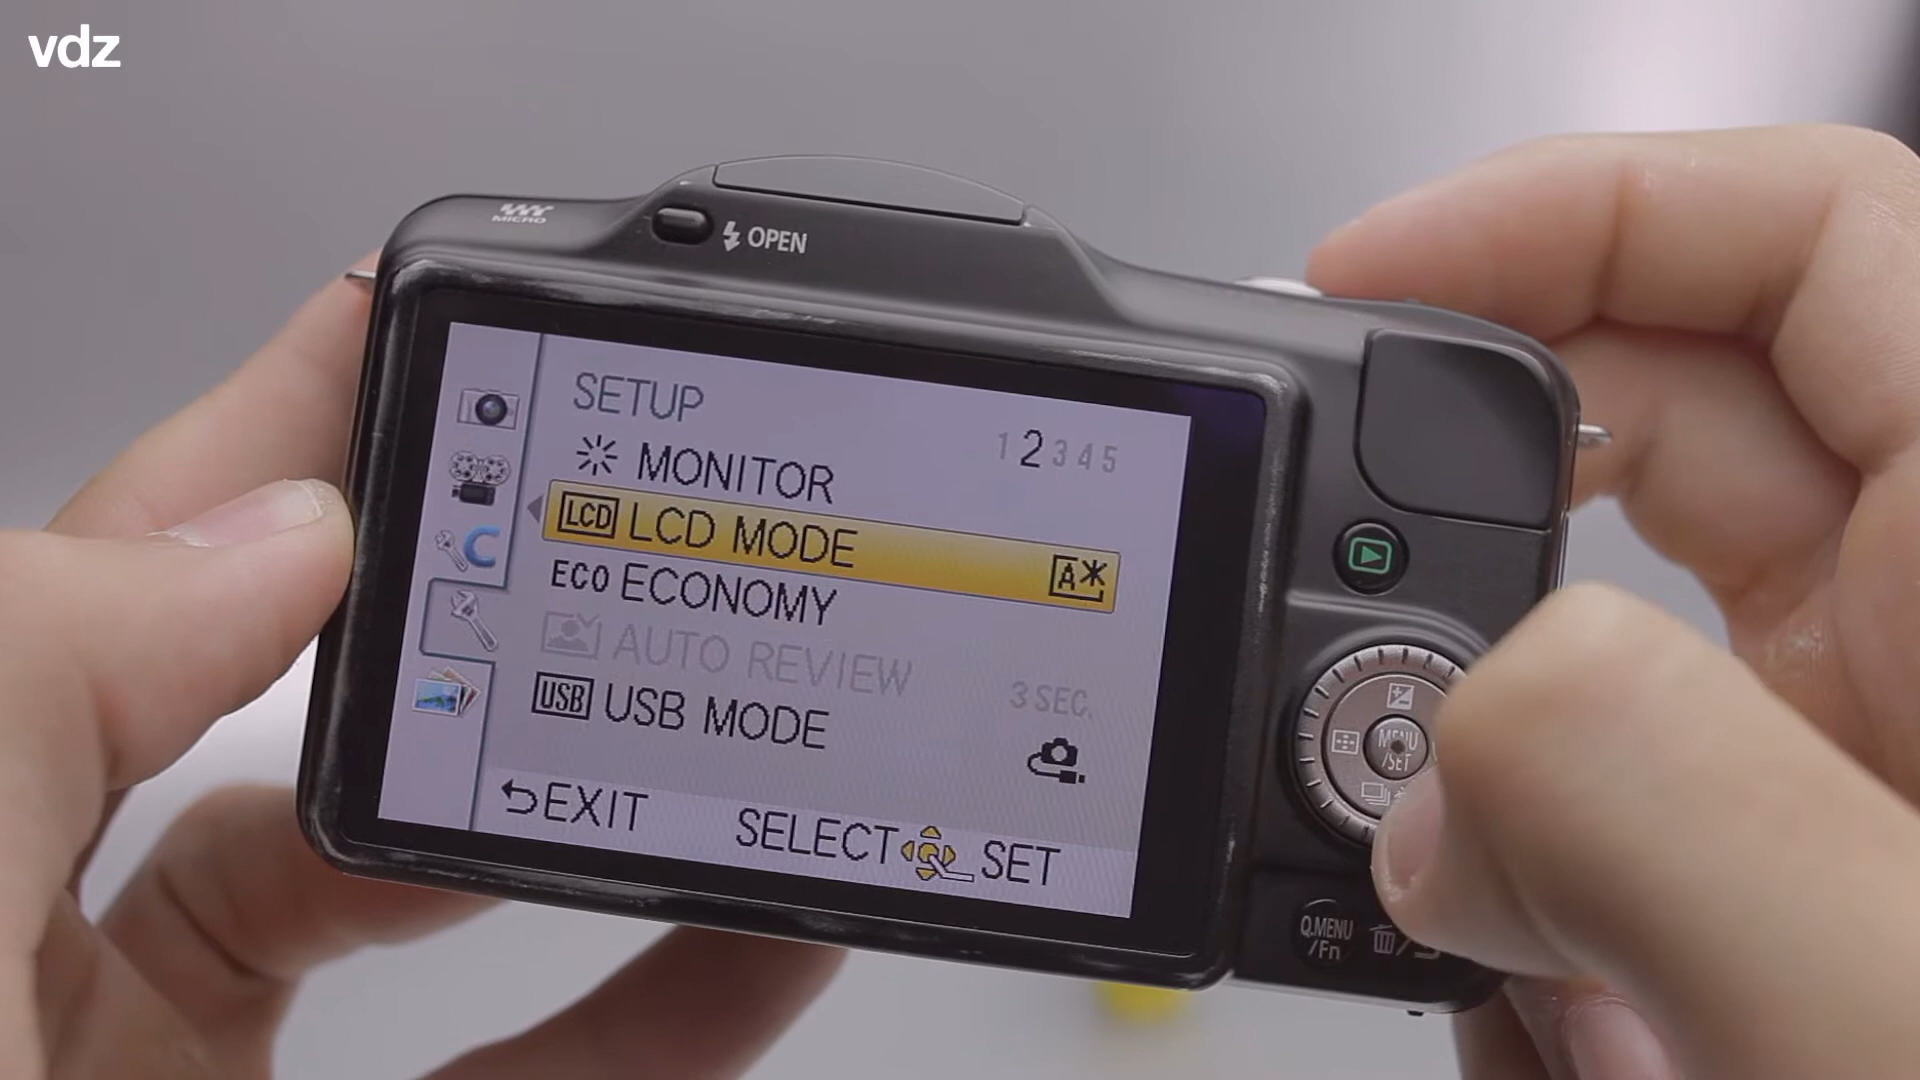 vdz
MICRO
OPEN
SETUP
1 2 3 4 5
MONITOR
LCD LCD MODE A*
ECO ECONOMY
AUTO REVIEW 3 SEC.
USB USB MODE
EXIT SELECT SET
MENU
/SET
Q.MENU
/Fn